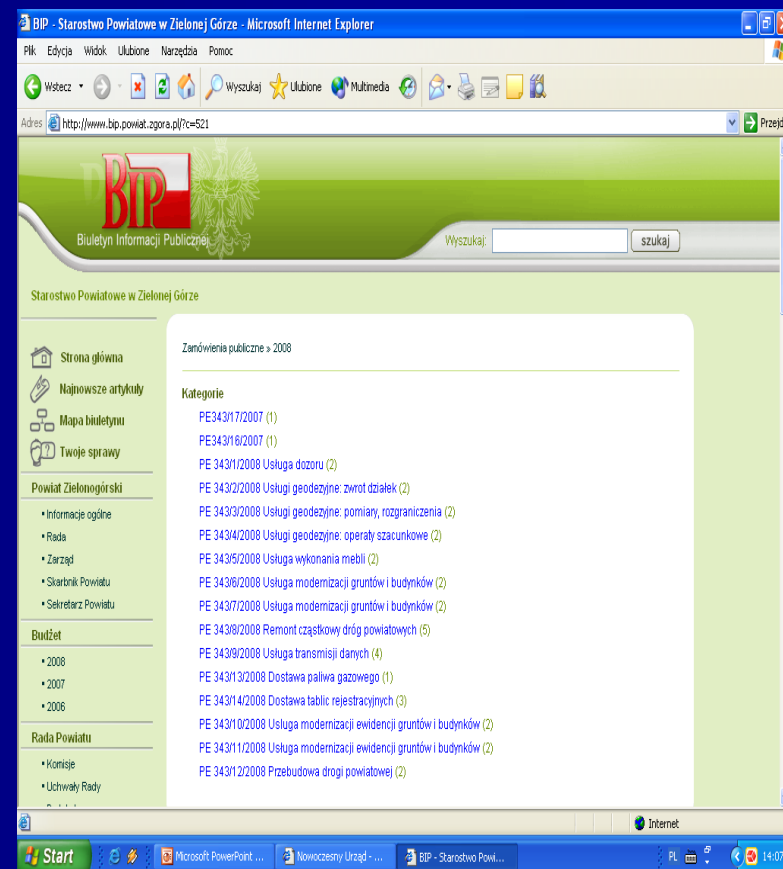 BIP - Starostwo Powiatowe w Zielonej Górze - Microsoft Internet Explorer
Plik Edycja Widok Ulubione Narzędzia Pomoc
Wstecz Wyszukaj Ulubione Multimedia
Adres http://www.bip.powiat.zgora.pl/?c=521 Przejd
BIP
Biuletyn Informacji Publicznej
Wyszukaj: szukaj
Starostwo Powiatowe w Zielonej Górze
Strona główna
Najnowsze artykuły
Mapa biuletynu
Twoje sprawy
Powiat Zielonogórski
• Informacje ogólne
• Rada
• Zarząd
• Skarbnik Powiatu
• Sekretarz Powiatu
Budżet
• 2008
• 2007
• 2006
Rada Powiatu
• Komisje
• Uchwały Rady
Zamówienia publiczne » 2008
Kategorie
PE343/17/2007 (1)
PE343/16/2007 (1)
PE 343/1/2008 Usługa dozoru (2)
PE 343/2/2008 Usługi geodezyjne: zwrot działek (2)
PE 343/3/2008 Usługi geodezyjne: pomiary, rozgraniczenia (2)
PE 343/4/2008 Usługi geodezyjne: operaty szacunkowe (2)
PE 343/5/2008 Usługa wykonania mebli (2)
PE 343/6/2008 Usługa modernizacji gruntów i budynków (2)
PE 343/7/2008 Usługa modernizacji gruntów i budynków (2)
PE 343/8/2008 Remont cząstkowy dróg powiatowych (5)
PE 343/9/2008 Usługa transmisji danych (4)
PE 343/13/2008 Dostawa paliwa gazowego (1)
PE 343/14/2008 Dostawa tablic rejestracyjnych (3)
PE 343/10/2008 Usluga modernizacji ewidencji gruntów i budynków (2)
PE 343/11/2008 Usługa modernizacji ewidencji gruntów i budynków (2)
PE 343/12/2008 Przebudowa drogi powiatowej (2)
Internet
Start Microsoft PowerPoint ... Nowoczesny Urząd - ... BIP - Starostwo Powi... PL 14:07